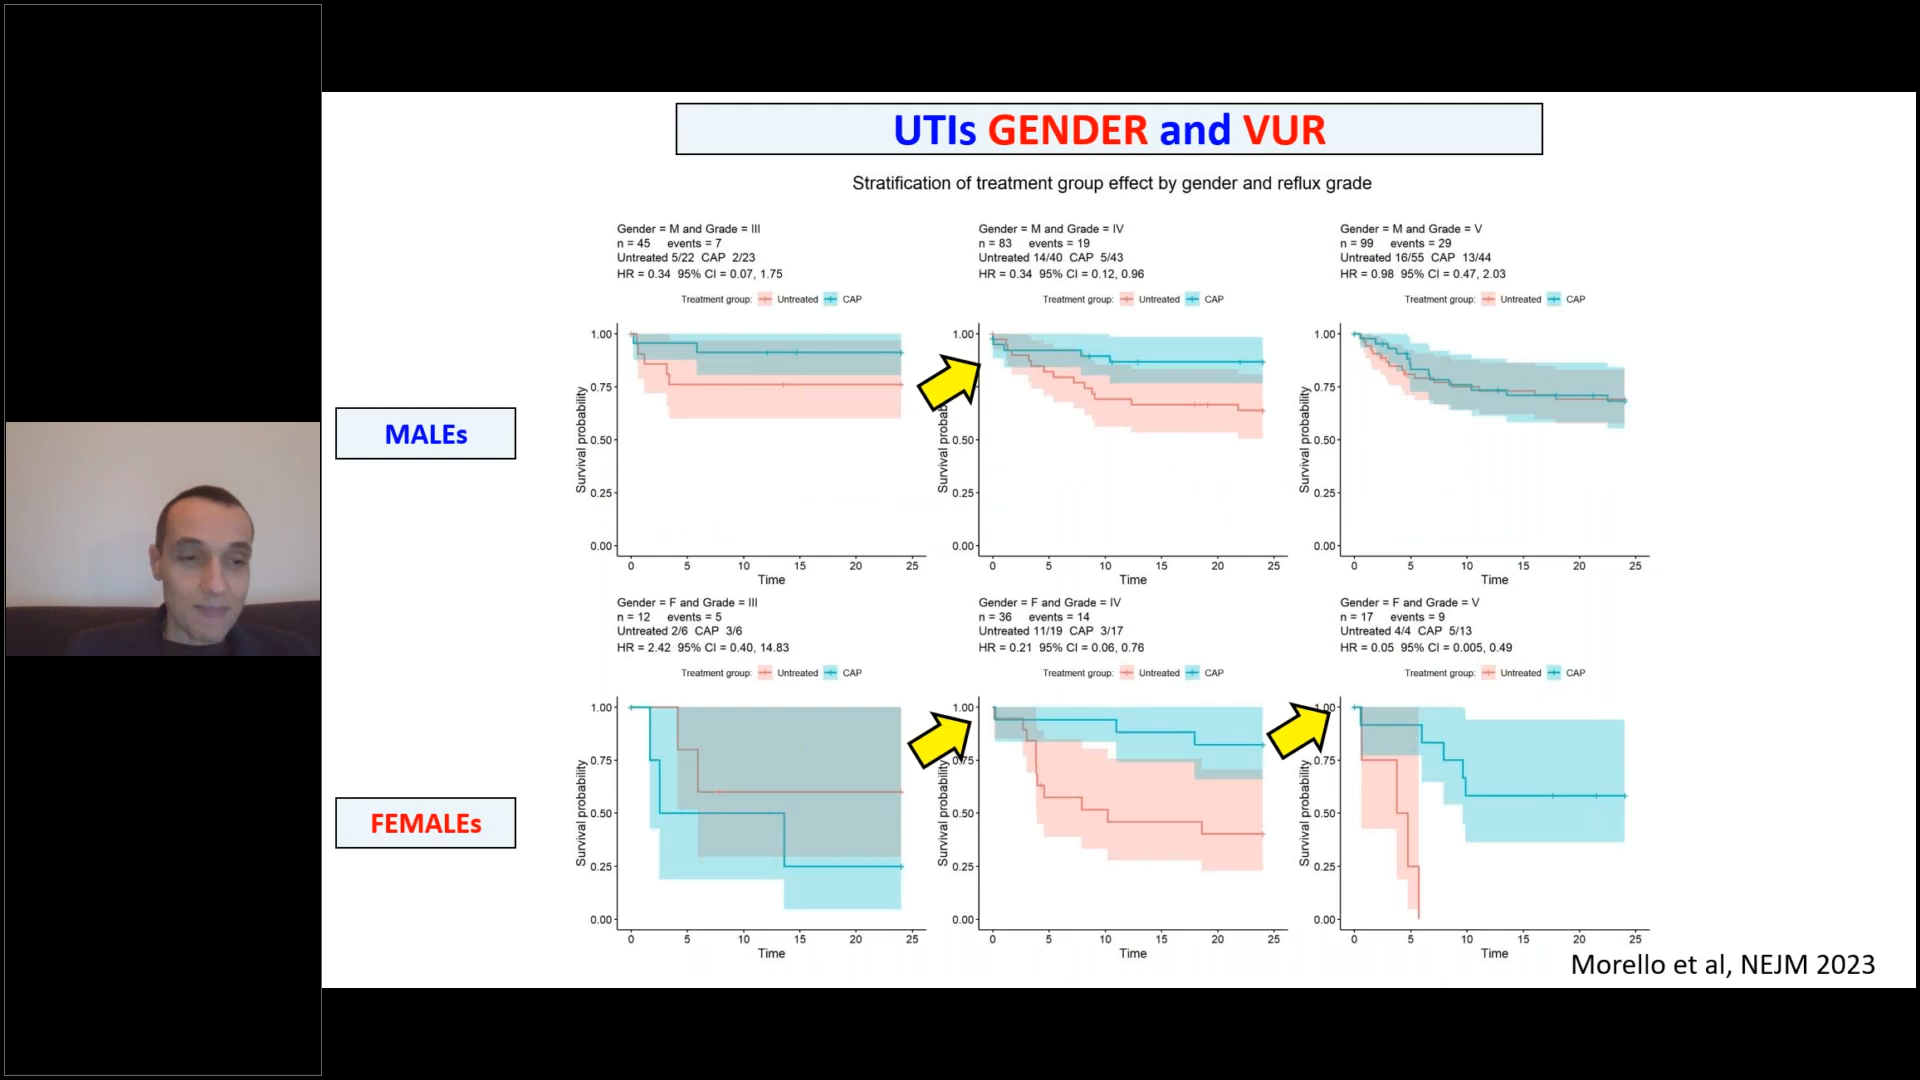 UTIs GENDER and VUR
Stratification of treatment group effect by gender and reflux grade
MALEs
Gender = M and Grade = III
n = 45 events = 7
Untreated 5/22 CAP 2/23
HR = 0.34 95% CI = 0.07, 1.75
Treatment group: Untreated CAP
Survival probability
1.00
0.75
0.50
0.25
0.00
0 5 10 15 20 25
Time
Gender = M and Grade = IV
n = 83 events = 19
Untreated 14/40 CAP 5/43
HR = 0.34 95% CI = 0.12, 0.96
Treatment group: Untreated CAP
Survival probability
1.00
0.75
0.50
0.25
0.00
0 5 10 15 20 25
Time
Gender = M and Grade = V
n = 99 events = 29
Untreated 16/55 CAP 13/44
HR = 0.98 95% CI = 0.47, 2.03
Treatment group: Untreated CAP
Survival probability
1.00
0.75
0.50
0.25
0.00
0 5 10 15 20 25
Time
FEMALEs
Gender = F and Grade = III
n = 12 events = 5
Untreated 2/6 CAP 3/6
HR = 2.42 95% CI = 0.40, 14.83
Treatment group: Untreated CAP
Survival probability
1.00
0.75
0.50
0.25
0.00
0 5 10 15 20 25
Time
Gender = F and Grade = IV
n = 36 events = 14
Untreated 11/19 CAP 3/17
HR = 0.21 95% CI = 0.06, 0.76
Treatment group: Untreated CAP
Survival probability
1.00
0.75
0.50
0.25
0.00
0 5 10 15 20 25
Time
Gender = F and Grade = V
n = 17 events = 9
Untreated 4/4 CAP 5/13
HR = 0.05 95% CI = 0.005, 0.49
Treatment group: Untreated CAP
Survival probability
1.00
0.75
0.50
0.25
0.00
0 5 10 15 20 25
Time
Morello et al, NEJM 2023